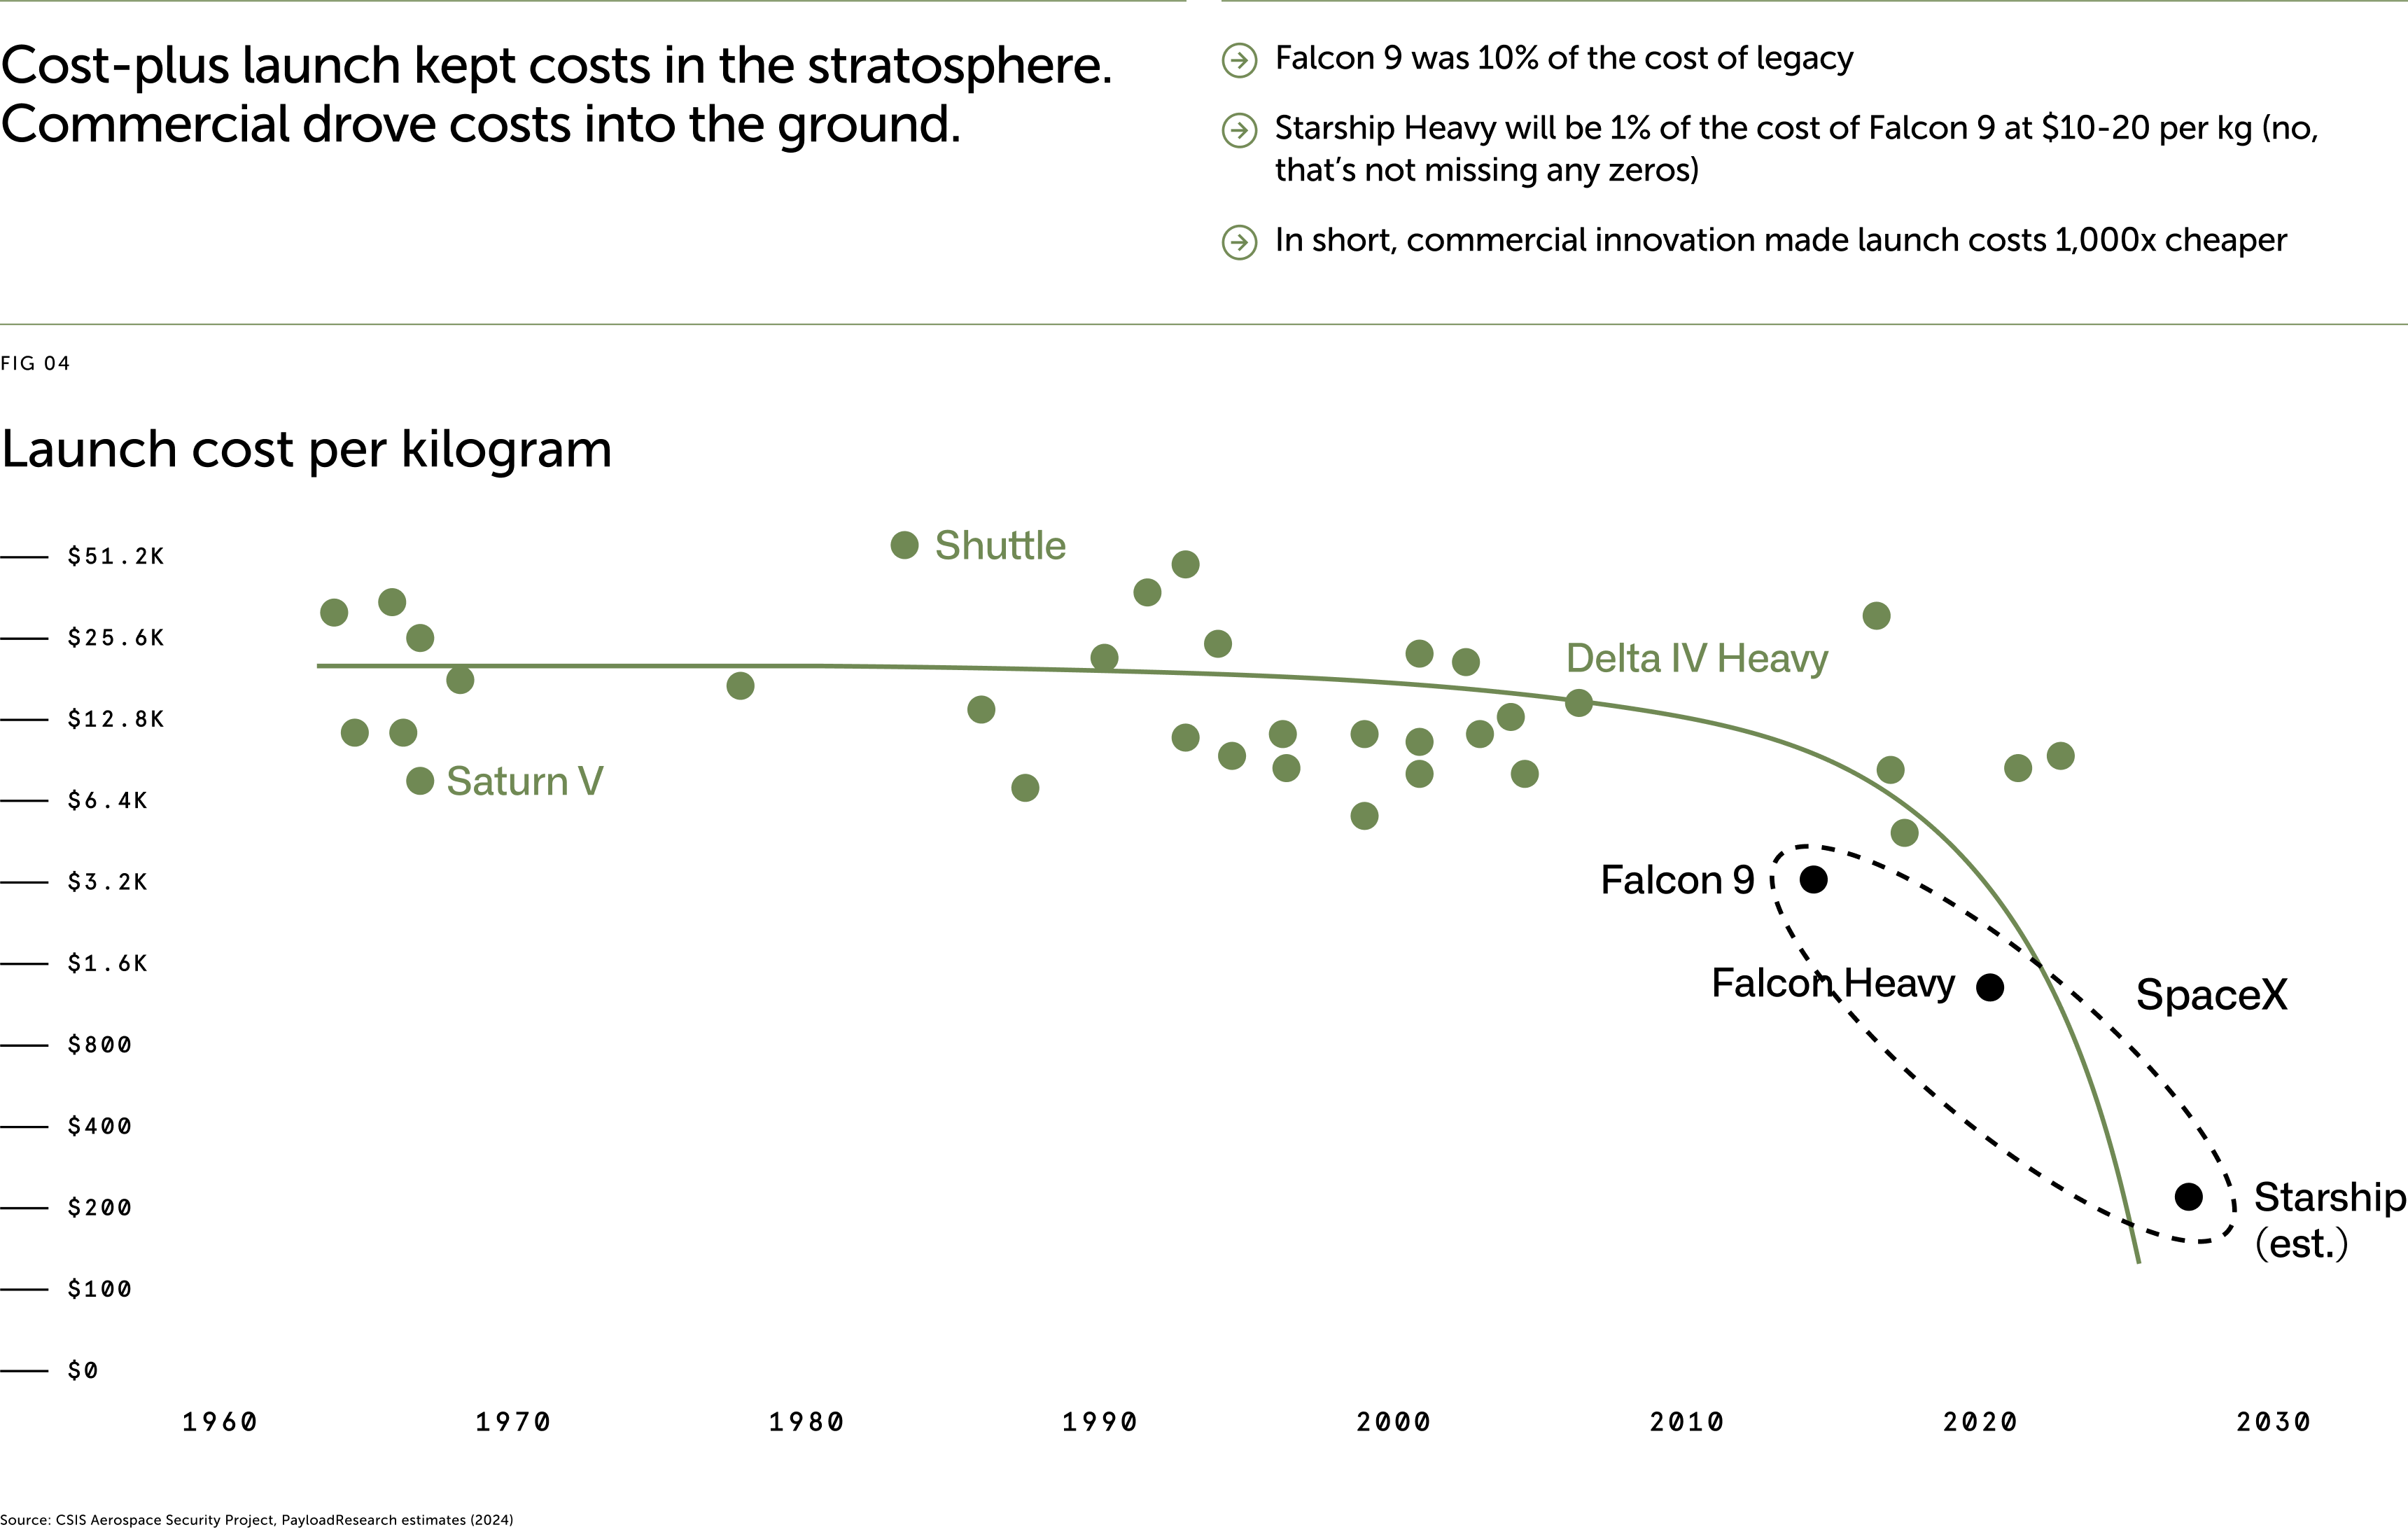 Cost-plus launch kept costs in the stratosphere.
Commercial drove costs into the ground.
Falcon 9 was 10% of the cost of legacy
Starship Heavy will be 1% of the cost of Falcon 9 at $10-20 per kg (no,
that's not missing any zeros)
In short, commercial innovation made launch costs 1,000x cheaper
FIG 04
Launch cost per kilogram
$51.2K
Shuttle
$25.6K
Delta IV Heavy
$12.8K
Saturn V
$6.4K
$3.2K
Falcon 9
$1.6K
Falcon Heavy
SpaceX
$800
$400
$200
Starship
(est.)
$100
$0
1960 1970 1980 1990 2000 2010 2020 2030
Source: CSIS Aerospace Security Project, PayloadResearch estimates (2024)